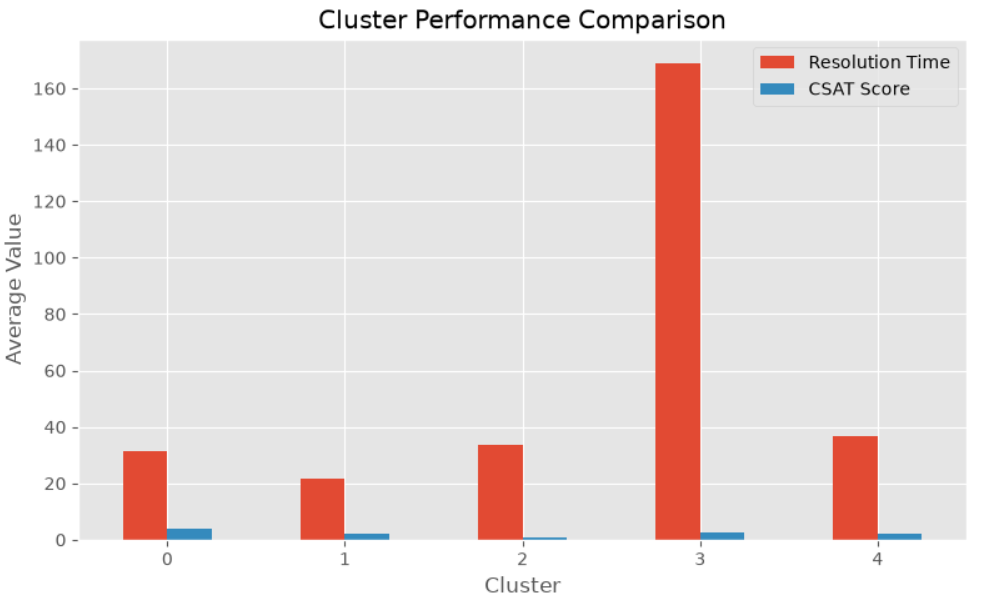 Cluster Performance Comparison
Resolution Time
CSAT Score
Average Value
160
140
120
100
80
60
40
20
0
0 1 2 3 4
Cluster